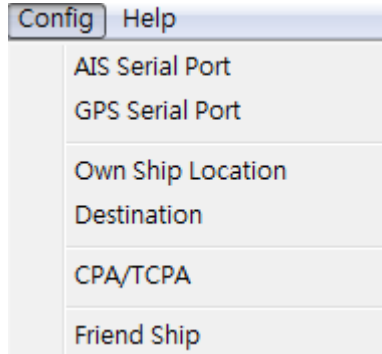 Config Help
AIS Serial Port
GPS Serial Port
Own Ship Location
Destination
CPA/TCPA
Friend Ship